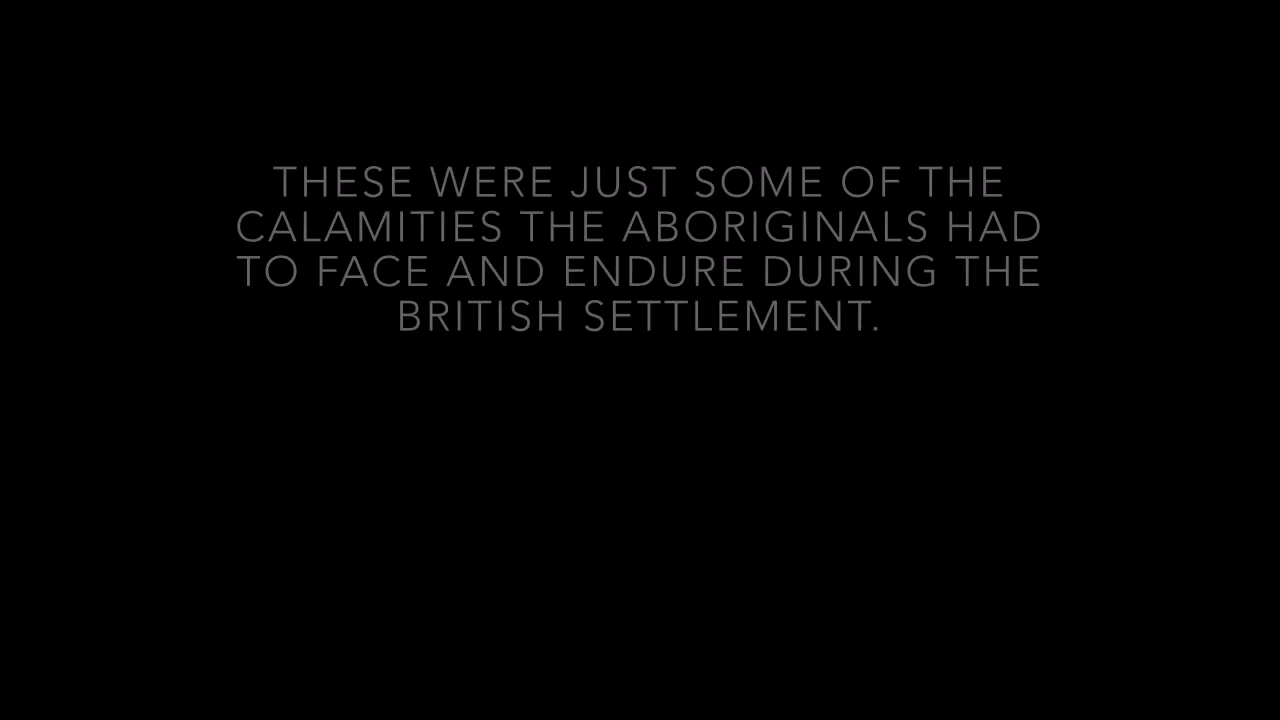 THESE WERE JUST SOME OF THE
CALAMITIES THE ABORIGINALS HAD
TO FACE AND ENDURE DURING THE
BRITISH SETTLEMENT.